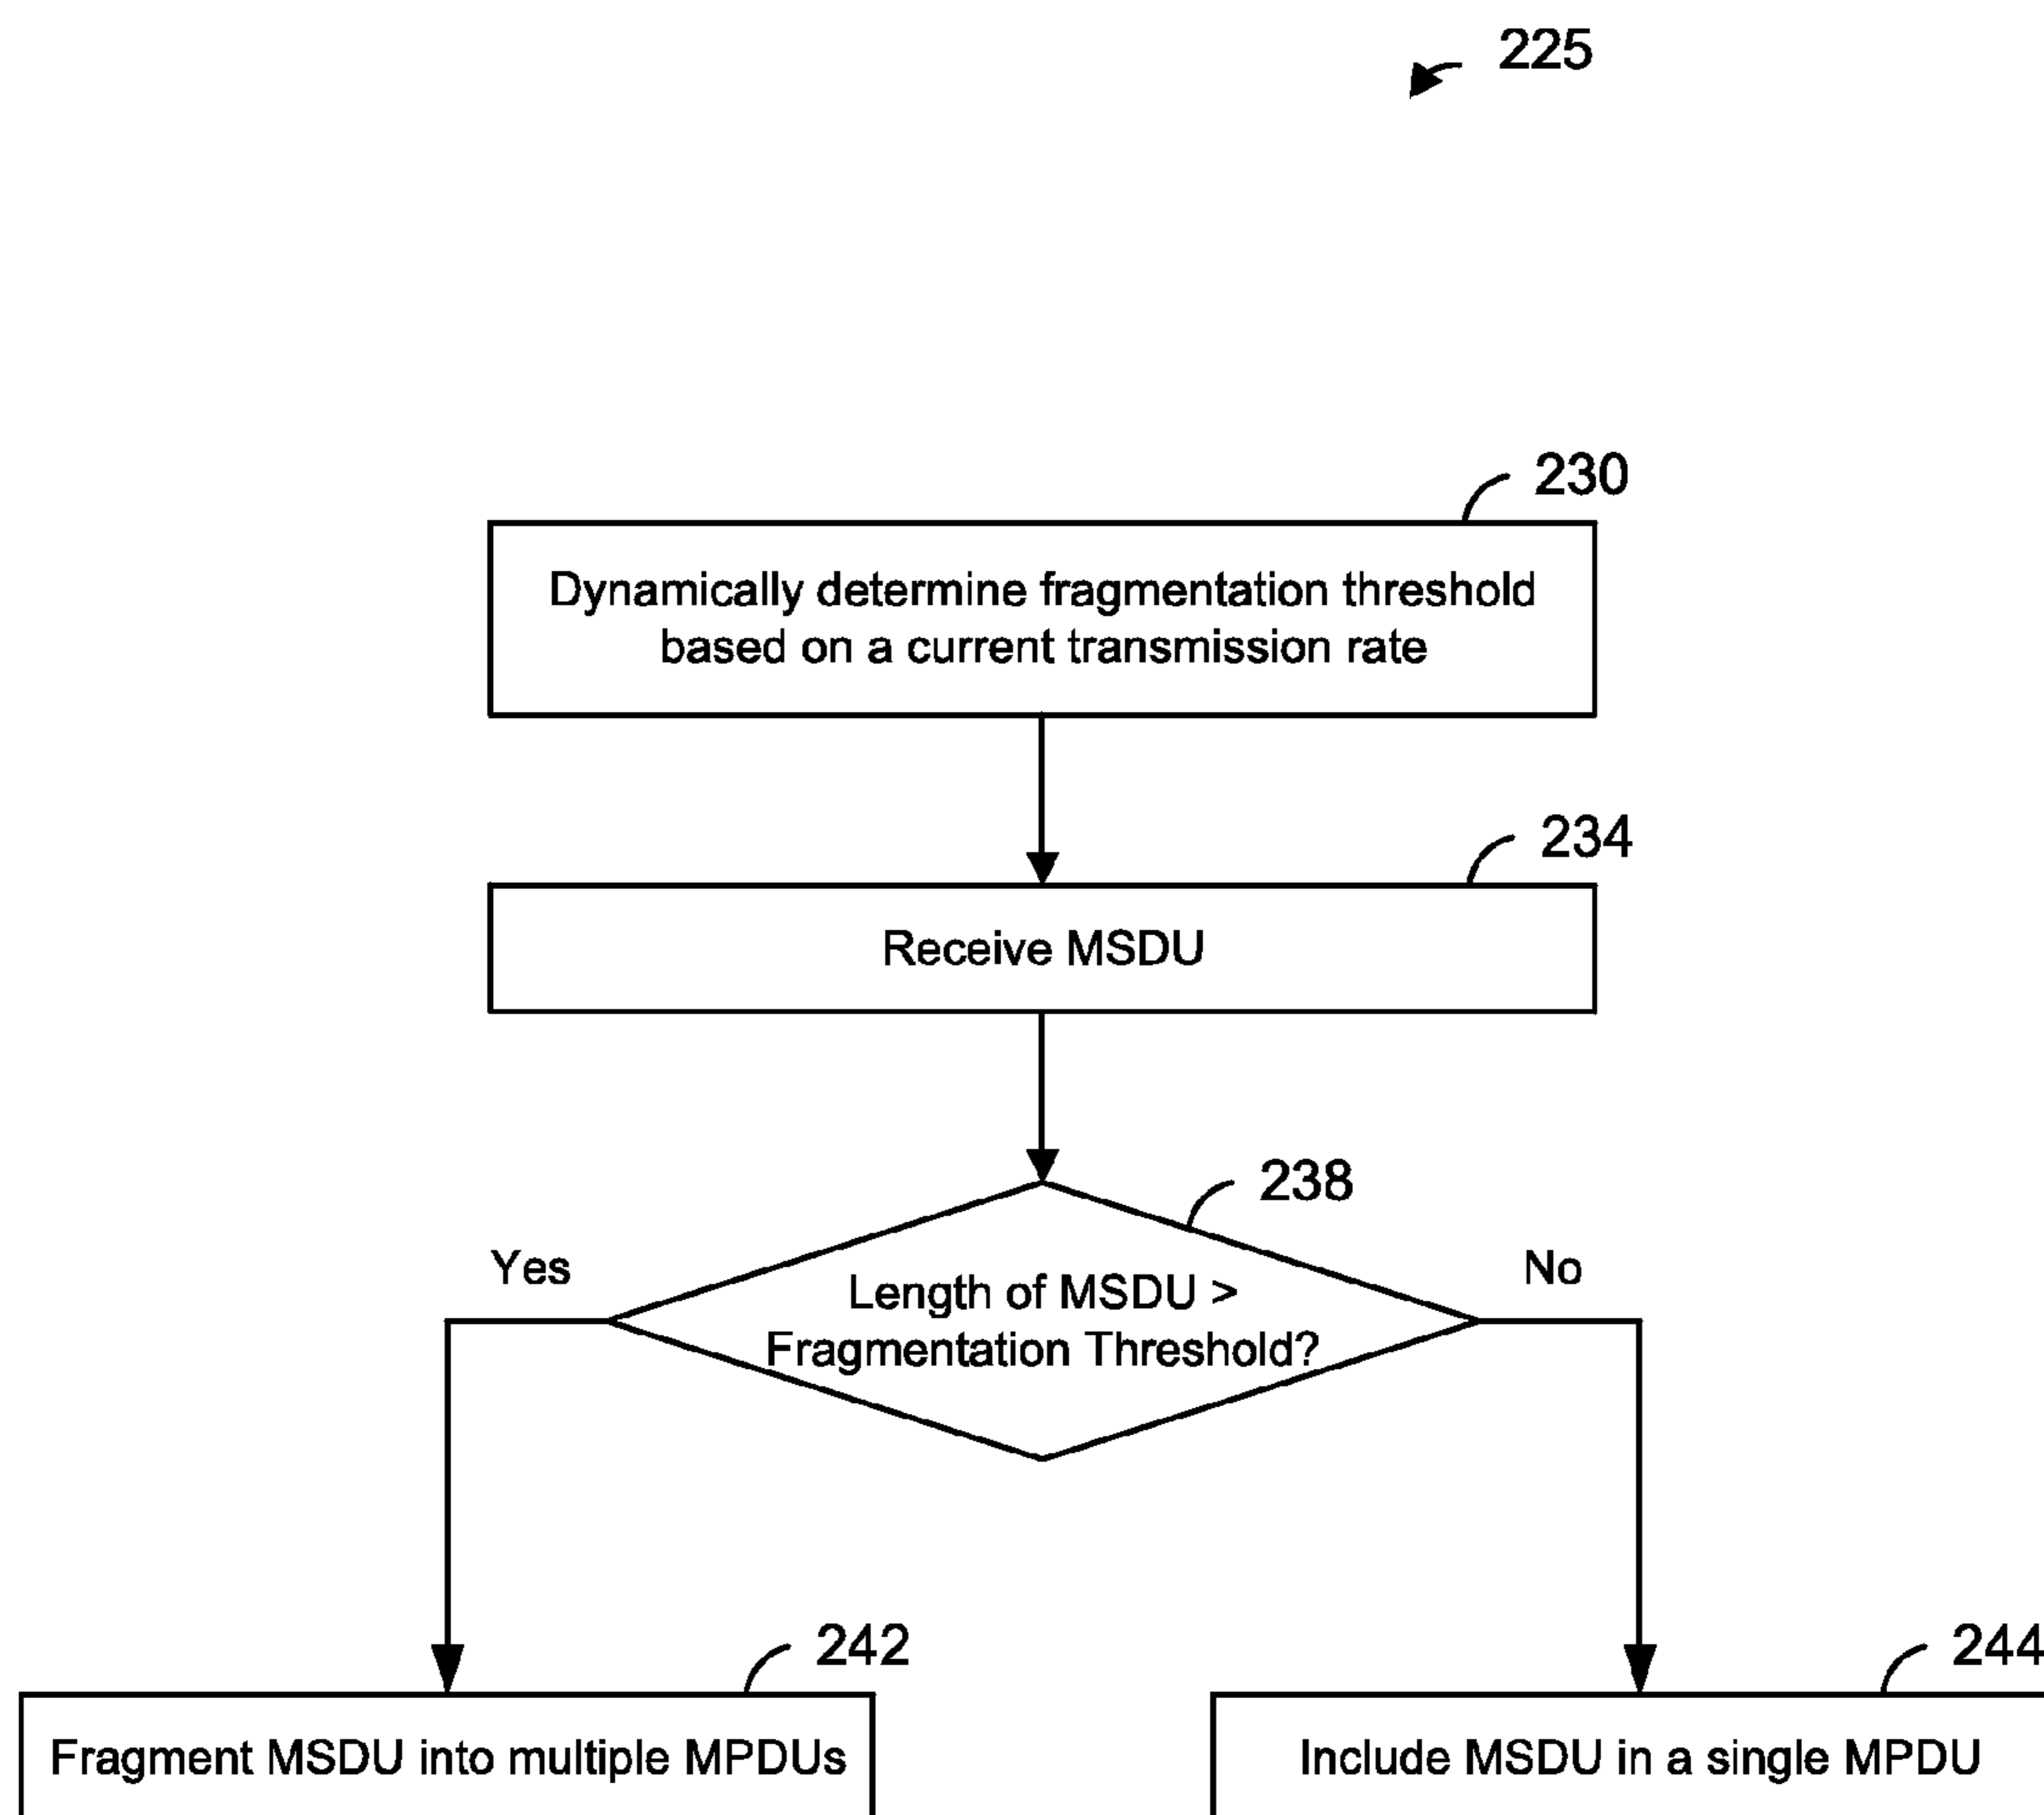 225
230
Dynamically determine fragmentation threshold
based on a current transmission rate
234
Receive MSDU
238
Yes
No
Length of MSDU >
Fragmentation Threshold?
242
244
Fragment MSDU into multiple MPDUs
Include MSDU in a single MPDU